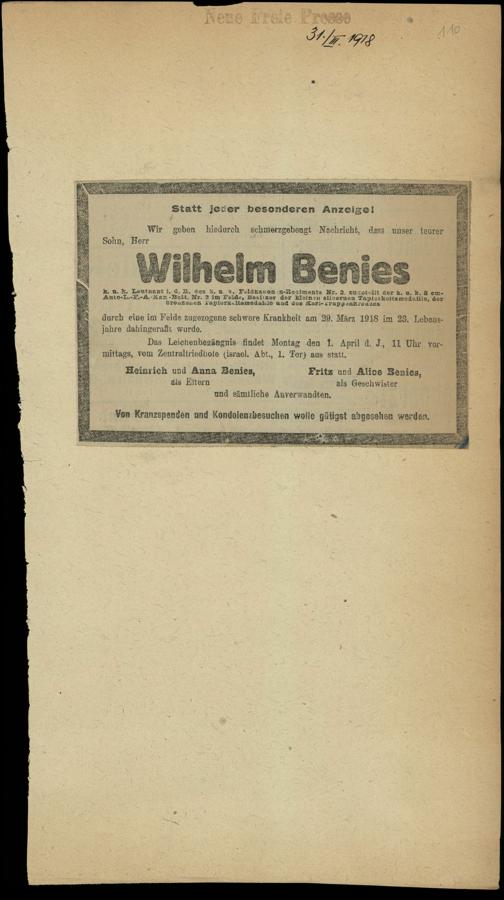 Neue Freie Presse
31./III. 1918
110
Statt jeder besonderen Anzeige!
Wir geben hiedurch schmerzgebeugt Nachricht, dass unser teurer
Sohn, Herr
Wilhelm Benies
k. u. k. Leutnant i. d. R. des k. u. k. Feldkanonen-Regiments Nr. 2, zugeteilt der k. u. k. 8 cm-
Auto-L.-F.-A.-Kan.-Batt. Nr. 3 im Felde, Besitzer der kleinen silbernen Tapferkeitsmedaille, der
bronzenen Tapferk.-Medaille und des Karl-Truppenkreuzes
durch eine im Felde zugezogene schwere Krankheit am 29. März 1918 im 23. Lebens-
jahre dahingerafft wurde.
Das Leichenbegängnis findet Montag den 1. April d. J., 11 Uhr vor-
mittags, vom Zentralfriedhofe (israel. Abt., 1. Tor) aus statt.
Heinrich und Anna Benies,
als Eltern
Fritz und Alice Benies,
als Geschwister
und sämtliche Anverwandten.
Von Kranzspenden und Kondolenzbesuchen wolle gütigst abgesehen werden.